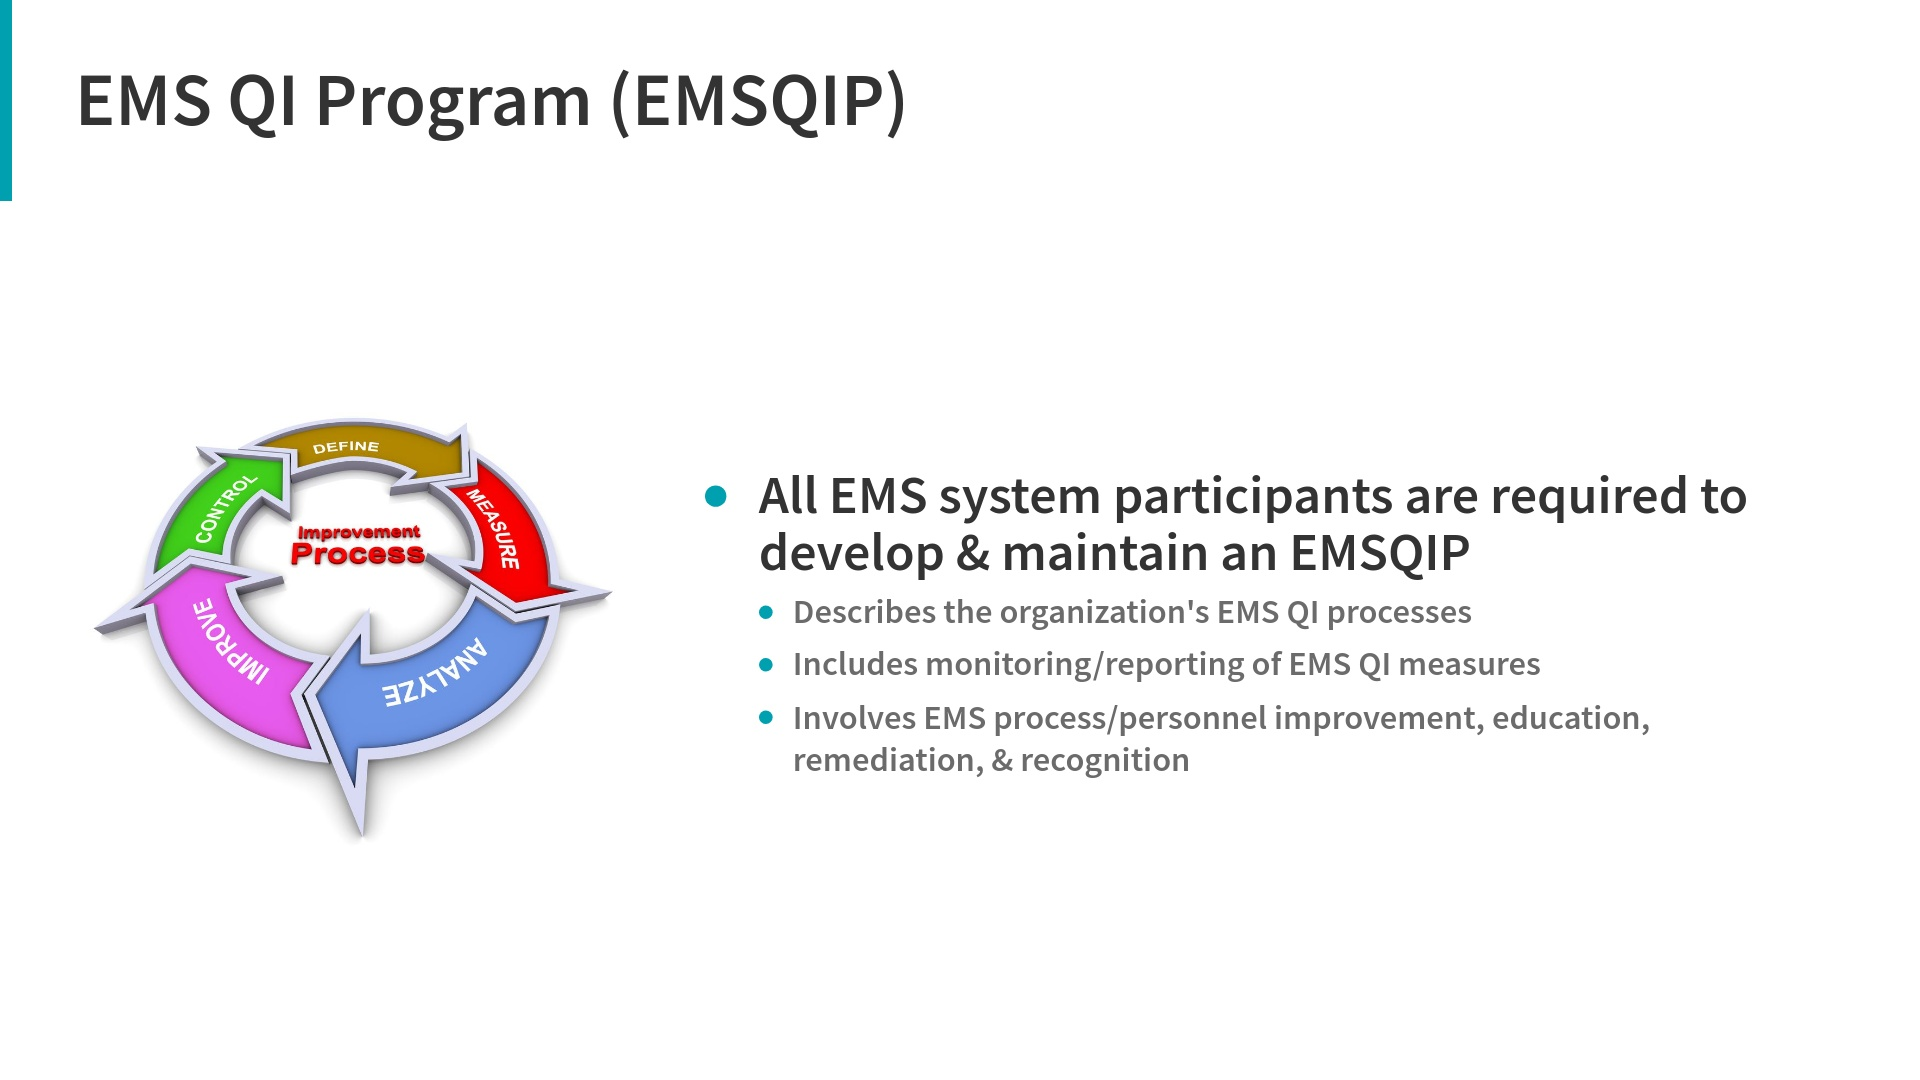 EMS QI Program (EMSQIP)
DEFINE
MEASURE
ANALYZE
IMPROVE
CONTROL
Improvement
Process
All EMS system participants are required to
develop & maintain an EMSQIP
Describes the organization's EMS QI processes
Includes monitoring/reporting of EMS QI measures
Involves EMS process/personnel improvement, education,
remediation, & recognition